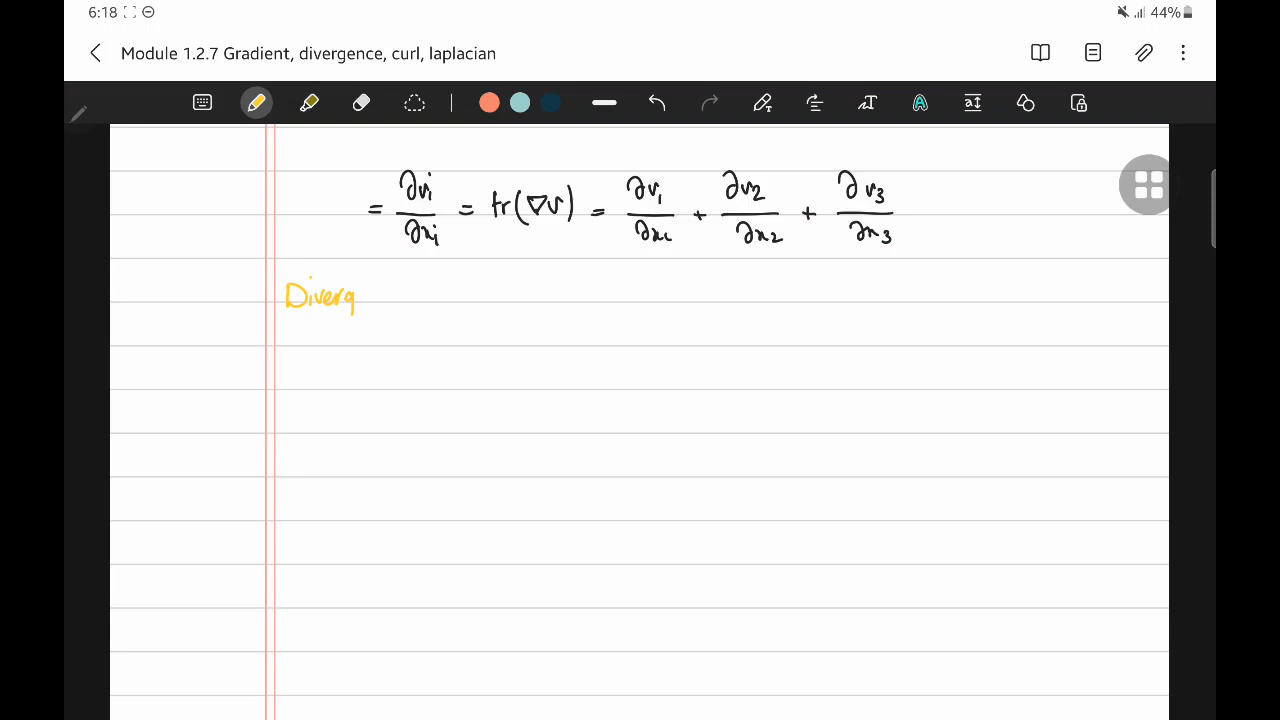 6:18 44%
Module 1.2.7 Gradient, divergence, curl, laplacian
= ∂vi/∂xi = tr(∇v) = ∂v1/∂x1 + ∂v2/∂x2 + ∂v3/∂x3
Diverg